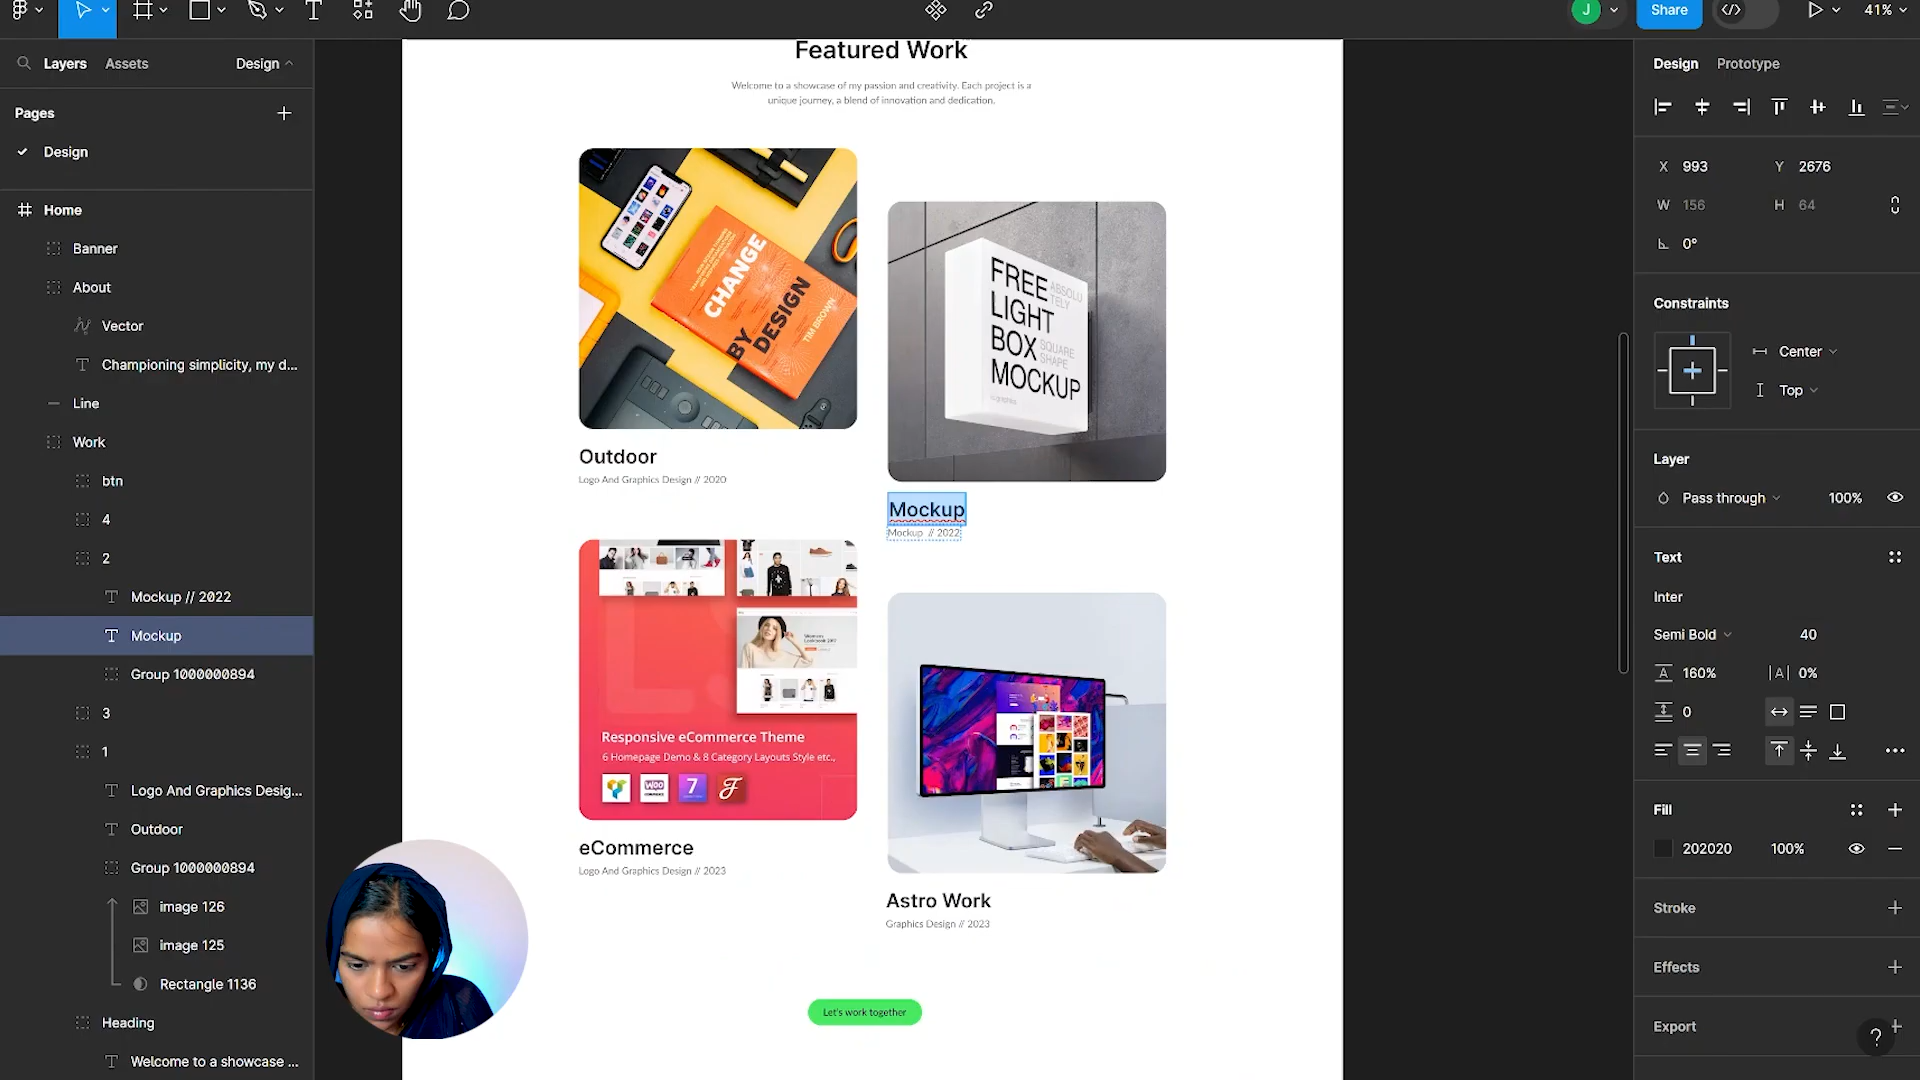 J
Share
41%
Layers
Assets
Design
Pages
Design
Home
Banner
About
Vector
Championing simplicity, my d...
Line
Work
btn
4
2
Mockup // 2022
Mockup
Group 1000000894
3
1
Logo And Graphics Desig...
Outdoor
Group 1000000894
image 126
image 125
Rectangle 1136
Heading
Welcome to a showcase ...
Featured Work
Welcome to a showcase of my passion and creativity. Each project is a
unique journey, a blend of innovation and dedication.
CHANGE
BY
DESIGN
TIM BROWN
Outdoor
Logo And Graphics Design // 2020
FREE
LIGHT
BOX
MOCKUP
ABSOLU
TELY
SQUARE
SHAPE
Mockup
Mockup // 2022
Responsive eCommerce Theme
6 Homepage Demo & 8 Category Layouts Style etc.,
WOO
7
eCommerce
Logo And Graphics Design // 2023
Astro Work
Graphics Design // 2023
Let's work together
Design
Prototype
X 993
Y 2676
W 156
H 64
0°
Constraints
Center
Top
Layer
Pass through
100%
Text
Inter
Semi Bold
40
160%
0%
0
Fill
202020
100%
Stroke
Effects
Export
?